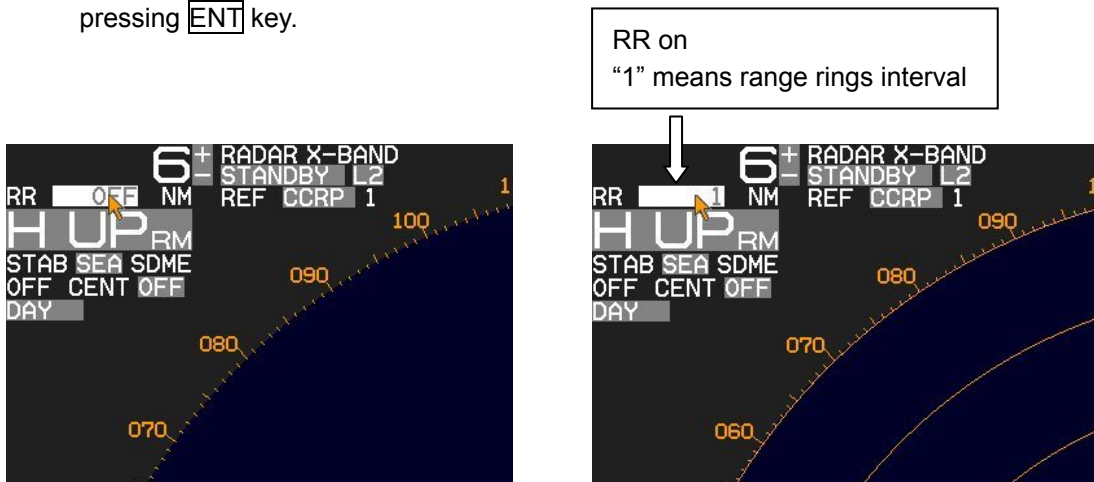 pressing ENT key.
RR on
“1” means range rings interval
6 + RADAR X-BAND
- STANDBY L2
RR OFF NM REF CCRP 1
H UP RM
STAB SEA SDME
OFF CENT OFF
DAY
100
090
080
070
1
6 + RADAR X-BAND
- STANDBY L2
RR 1 NM REF CCRP 1
H UP RM
STAB SEA SDME
OFF CENT OFF
DAY
090
080
070
060